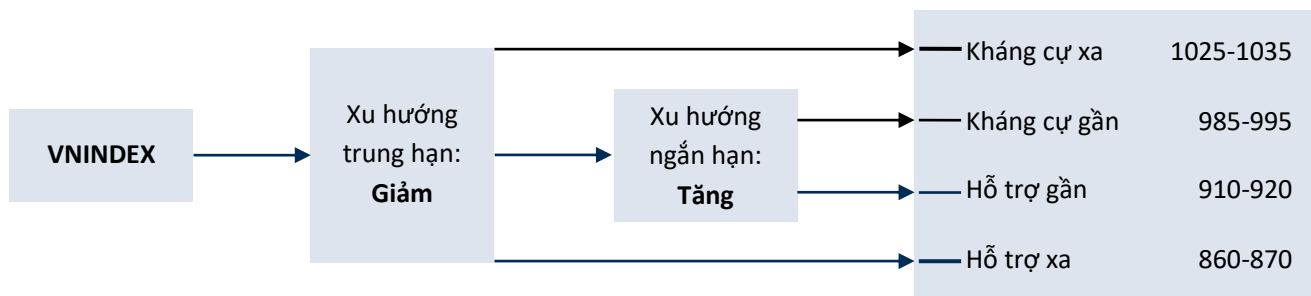 VNINDEX
Xu hướng
trung hạn:
Giảm
Xu hướng
ngắn hạn:
Tăng
Kháng cự xa 1025-1035
Kháng cự gần 985-995
Hỗ trợ gần 910-920
Hỗ trợ xa 860-870